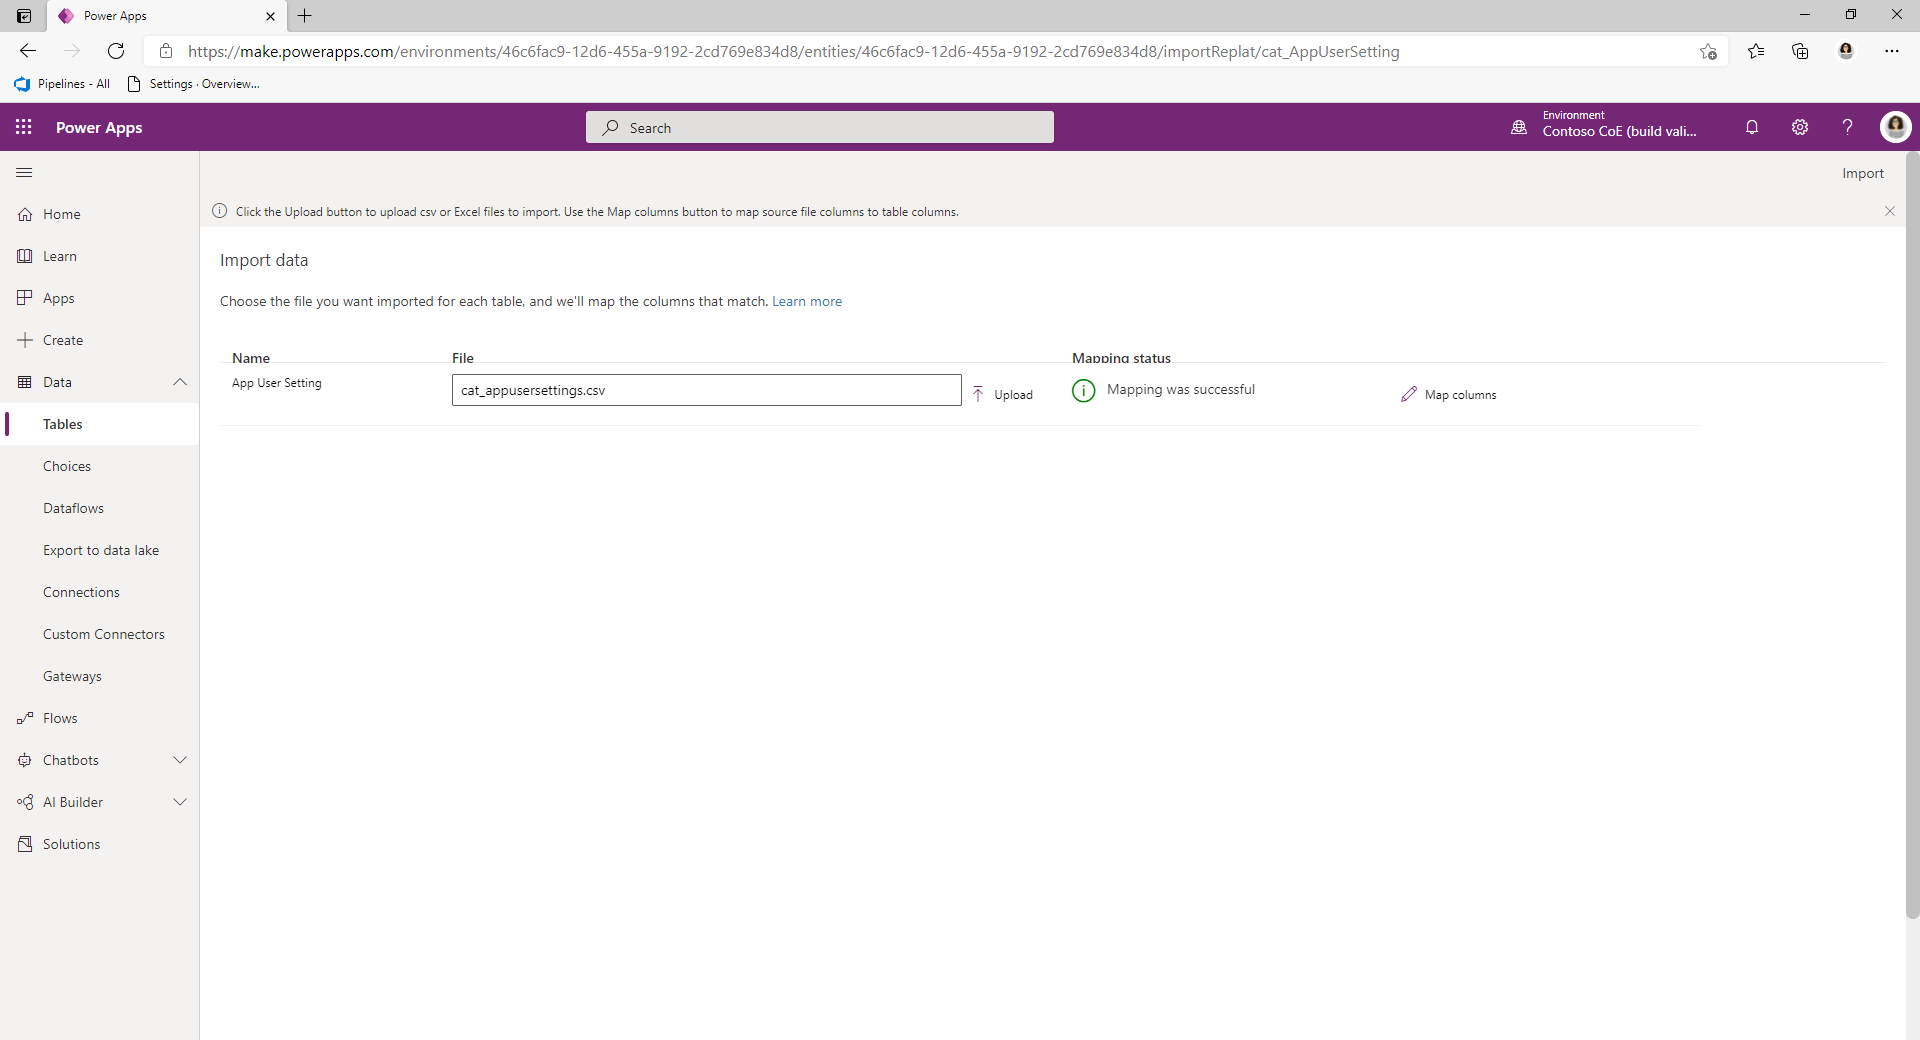 Power Apps
https://make.powerapps.com/environments/46c6fac9-12d6-455a-9192-2cd769e834d8/entities/46c6fac9-12d6-455a-9192-2cd769e834d8/importReplat/cat_AppUserSetting
Pipelines - All
Settings · Overview...
Power Apps
Search
Environment
Contoso CoE (build vali...
Import
Click the Upload button to upload csv or Excel files to import. Use the Map columns button to map source file columns to table columns.
Home
Learn
Apps
Create
Data
Tables
Choices
Dataflows
Export to data lake
Connections
Custom Connectors
Gateways
Flows
Chatbots
AI Builder
Solutions
Import data
Choose the file you want imported for each table, and we'll map the columns that match. Learn more
Name File Mapping status
App User Setting cat_appusersettings.csv Upload Mapping was successful Map columns